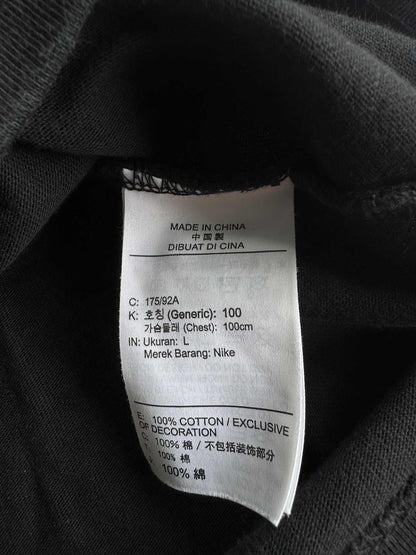 MADE IN CHINA
中国製
DIBUAT DI CINA
C: 175/92A
K: 호칭 (Generic): 100
가슴둘레 (Chest): 100cm
IN: Ukuran: L
Merek Barang: Nike
E: 100% COTTON / EXCLUSIVE
OF DECORATION
C: 100% 棉 / 不包括装饰部分
100% 棉
100% 綿